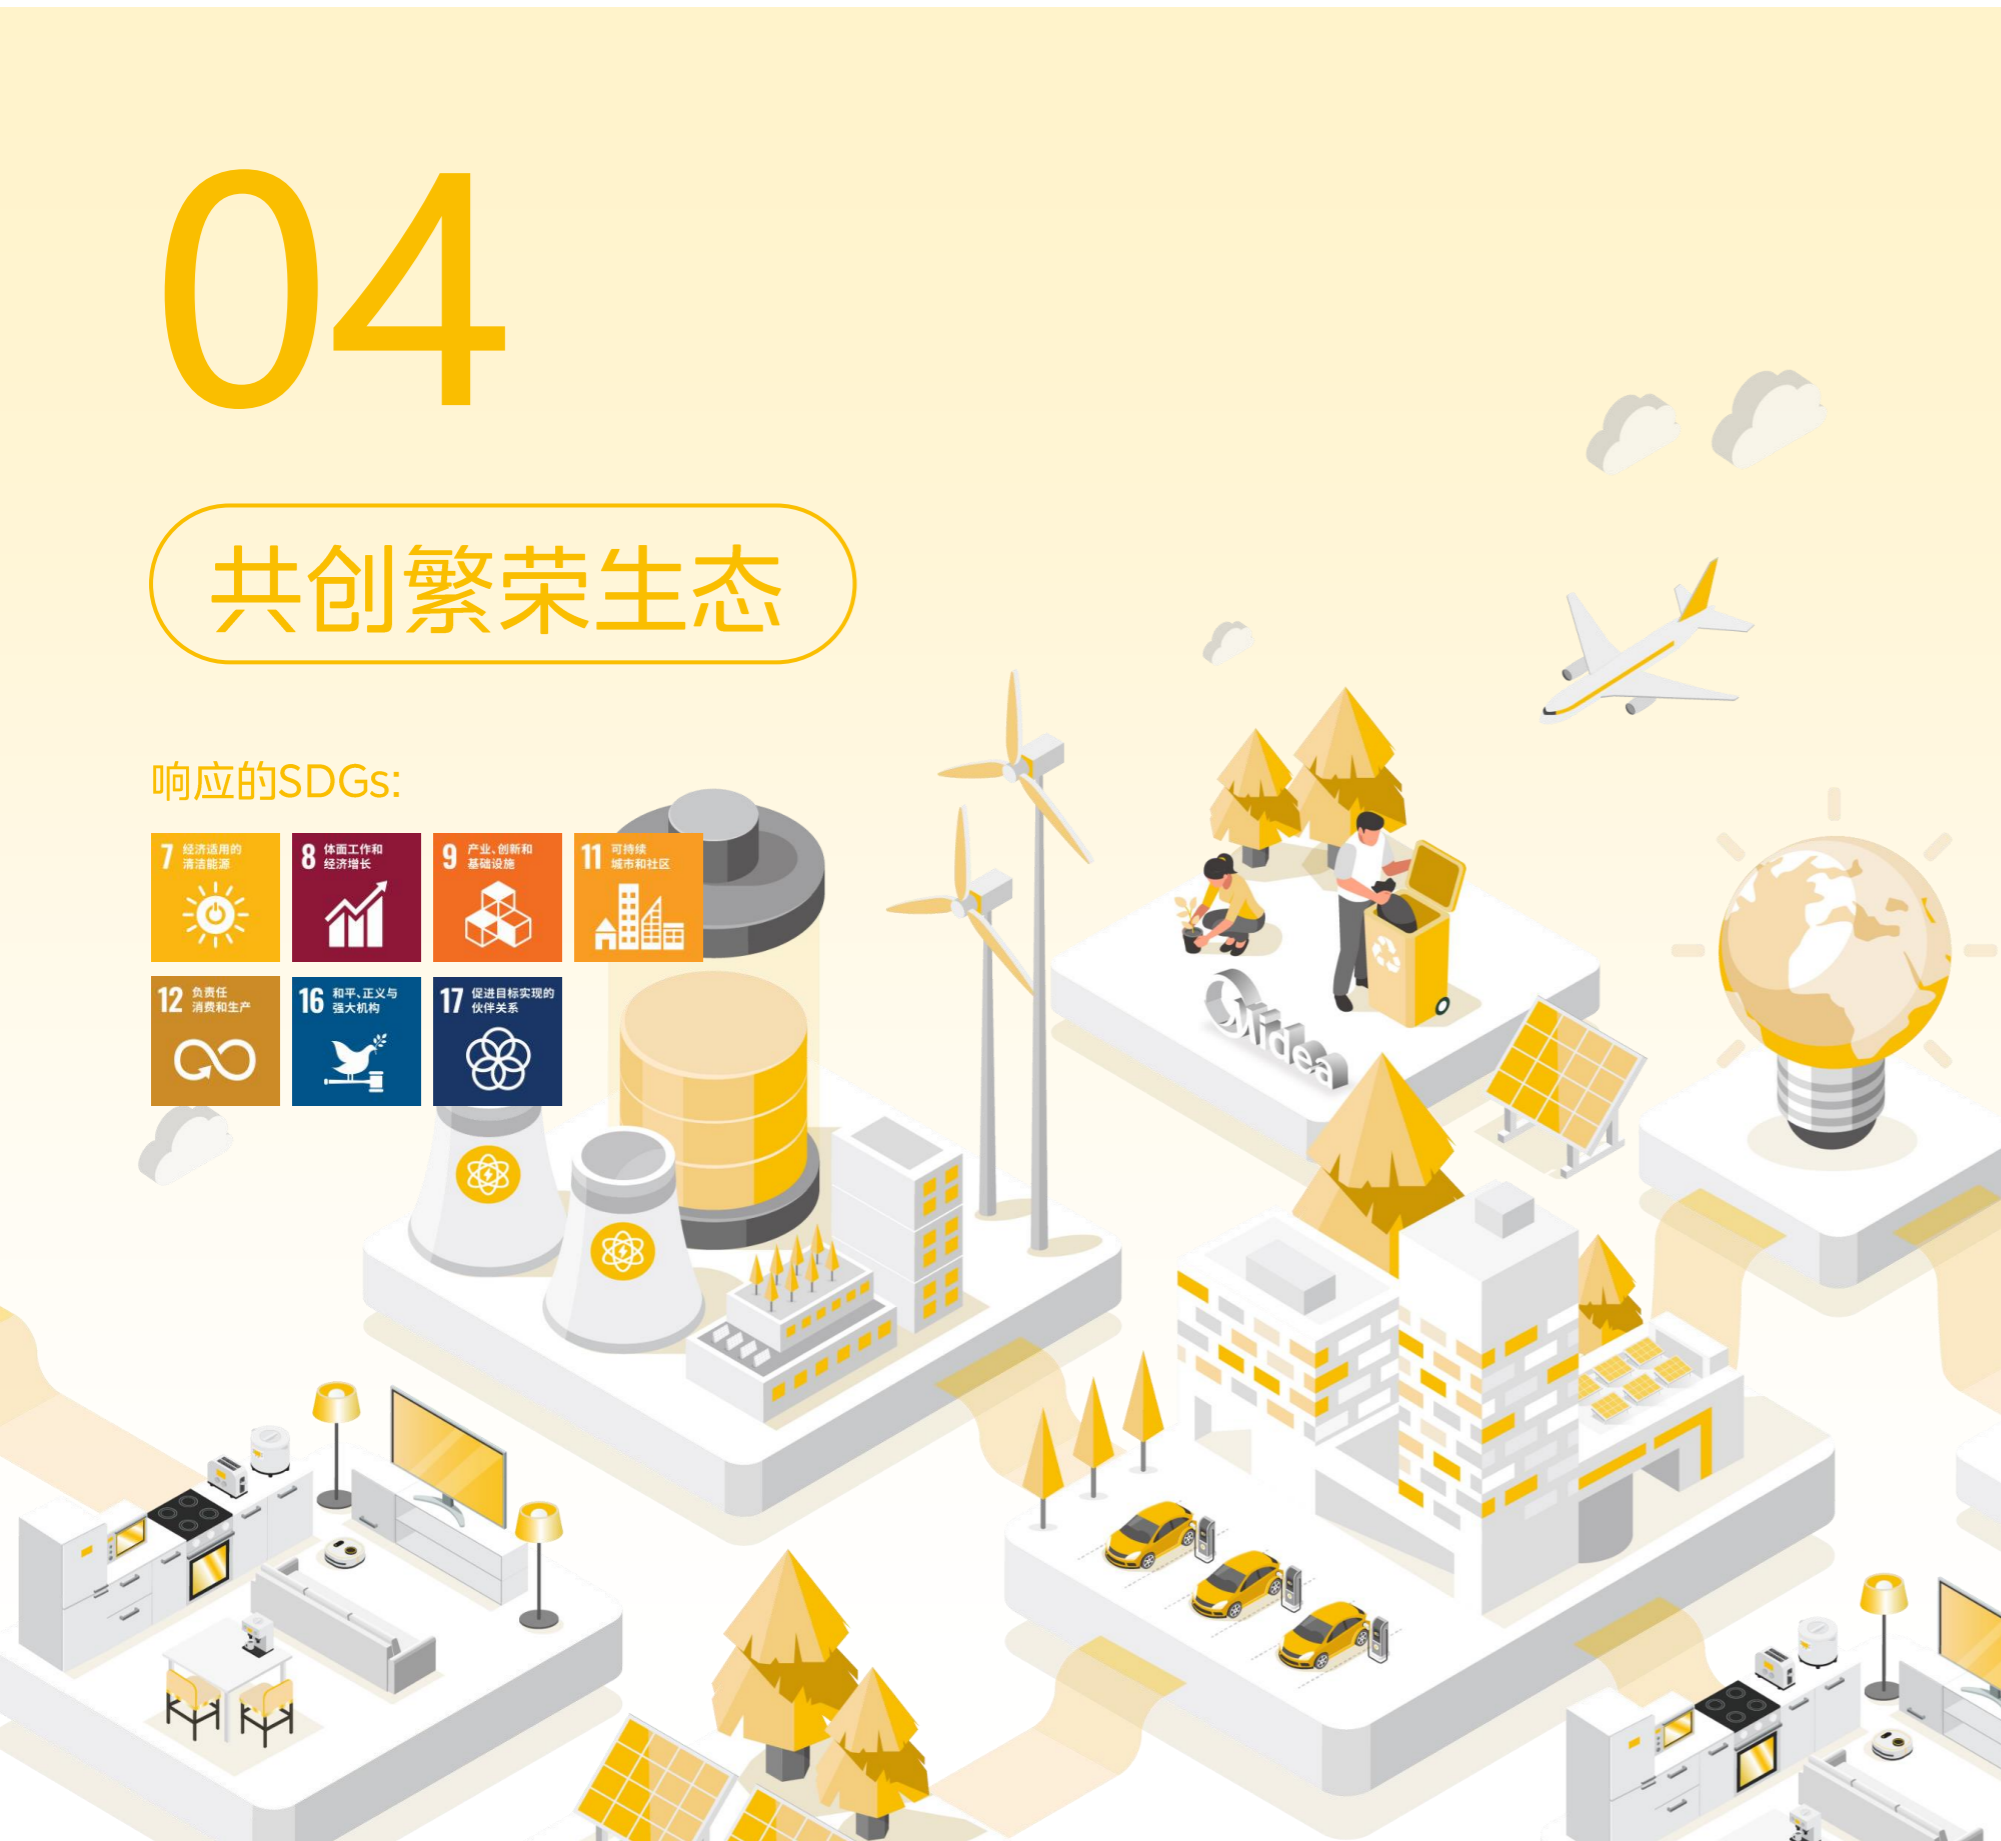 04
共创繁荣生态
响应的SDGs:
7 经济适用的
清洁能源
8 体面工作和
经济增长
9 产业、创新和
基础设施
11 可持续
城市和社区
12 负责任
消费和生产
16 和平、正义与
强大机构
17 促进目标实现的
伙伴关系
Midea